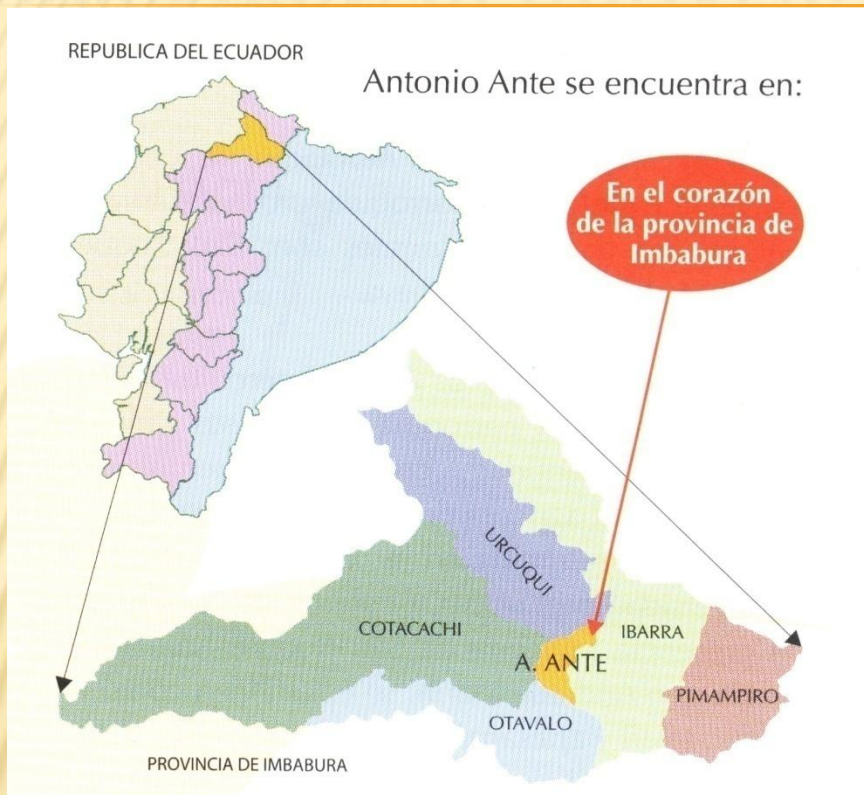 REPUBLICA DEL ECUADOR
Antonio Ante se encuentra en:
En el corazón
de la provincia de
Imbabura
URCUQUI
COTACACHI
IBARRA
A. ANTE
PIMAMPIRO
OTAVALO
PROVINCIA DE IMBABURA